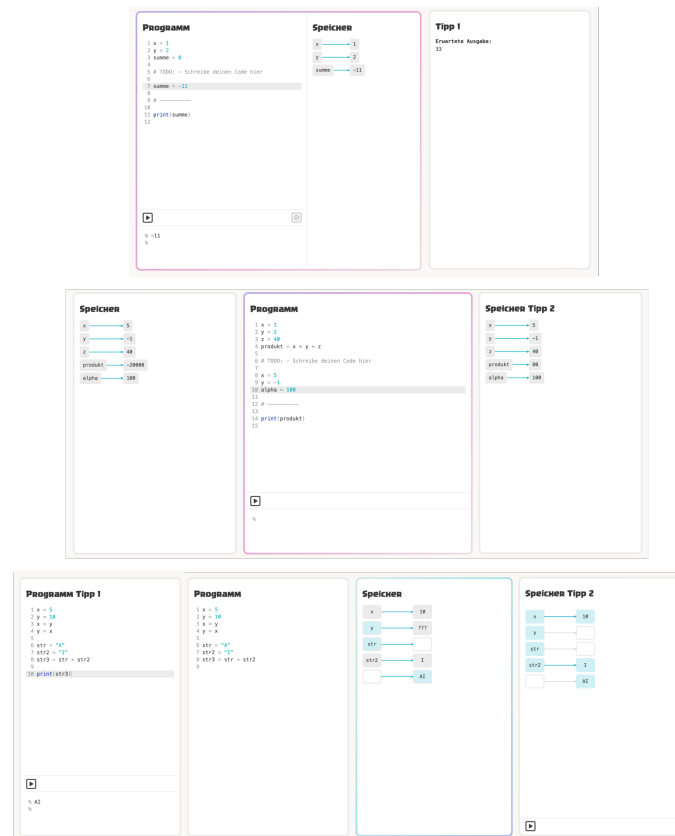 Programm
1 x = 1
2 y = 2
3 summe = 0
4
5 # TODO: - Schreibe deinen Code hier
6
7 summe = -11
8
9 # ----------
10
11 print(summe)
12
% -11
%
Speicher
x 1
y 2
summe -11
Tipp 1
Erwartete Ausgabe:
33
Speicher
x 5
y -1
z 40
produkt -20000
alpha 100
Programm
1 x = 1
2 y = 2
3 z = 40
4 produkt = x * y * z
5
6 # TODO: - Schreibe deinen Code hier
7
8 x = 5
9 y = -1
10 alpha = 100
11
12 # ----------
13
14 print(produkt)
15
%
Speicher Tipp 2
x 5
y -1
z 40
produkt 80
alpha 100
Programm Tipp 1
1 x = 5
2 y = 10
3 x = y
4 y = x
5
6 str = "A"
7 str2 = "I"
8 str3 = str + str2
9
10 print(str3)
% AI
%
Programm
1 x = 5
2 y = 10
3 x = y
4 y = x
5
6 str = "A"
7 str2 = "I"
8 str3 = str + str2
9
Speicher
x 10
y ???
str
str2 I
AI
Speicher Tipp 2
x 10
y
str
str2 I
AI